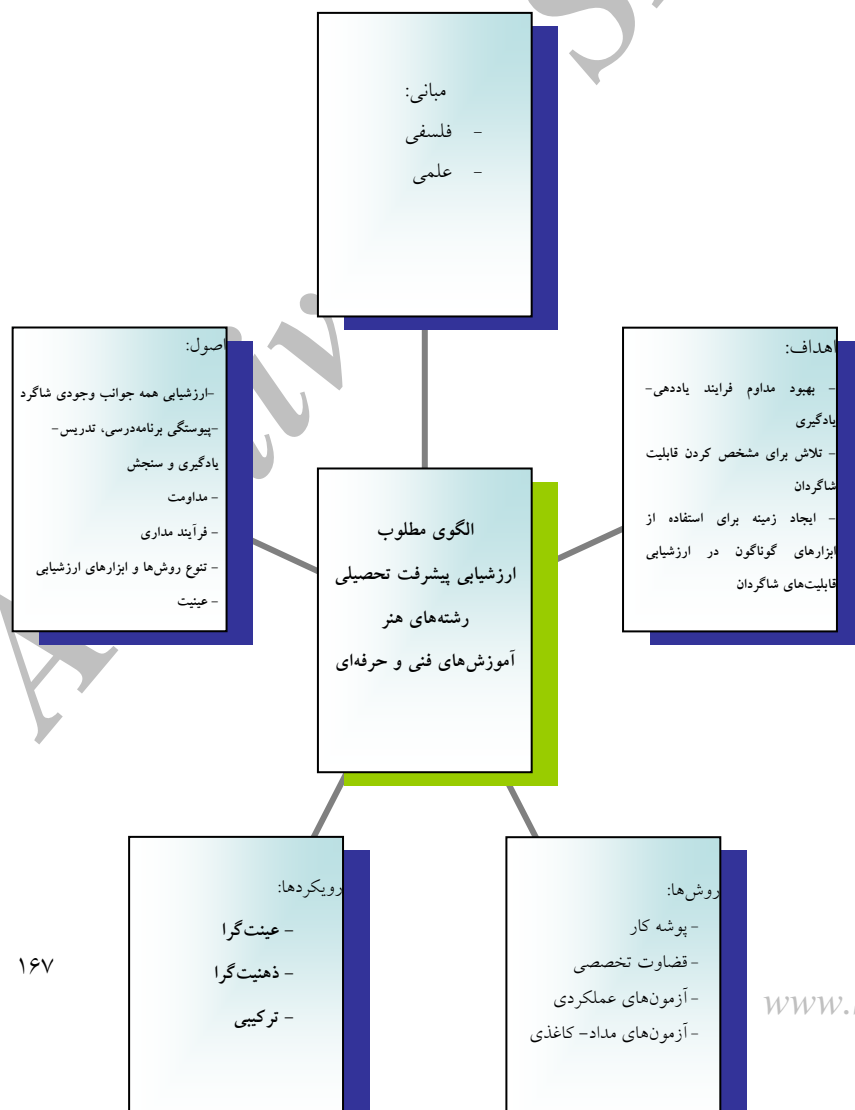 مبانی:
- فلسفی
- علمی
اهداف:
- بهبود مداوم فرایند یاددهی-
یادگیری
- تلاش برای مشخص کردن قابلیت
شاگردان
- ایجاد زمینه برای استفاده از
ابزارهای گوناگون در ارزشیابی
قابلیت‌های شاگردان
اصول:
-ارزشیابی همه جوانب وجودی شاگرد
-پیوستگی برنامه‌درسی، تدریس-
یادگیری و سنجش
- مداومت
- فرآیند مداری
- تنوع روش‌ها و ابزارهای ارزشیابی
- عینیت
الگوی مطلوب
ارزشیابی پیشرفت تحصیلی
رشته‌های هنر
آموزش‌های فنی و حرفه‌ای
روش‌ها:
- پوشه کار
- قضاوت تخصصی
- آزمون‌های عملکردی
- آزمون‌های مداد- کاغذی
رویکردها:
- عینت‌گرا
- ذهنیت‌گرا
- ترکیبی
۱۶۷
www.